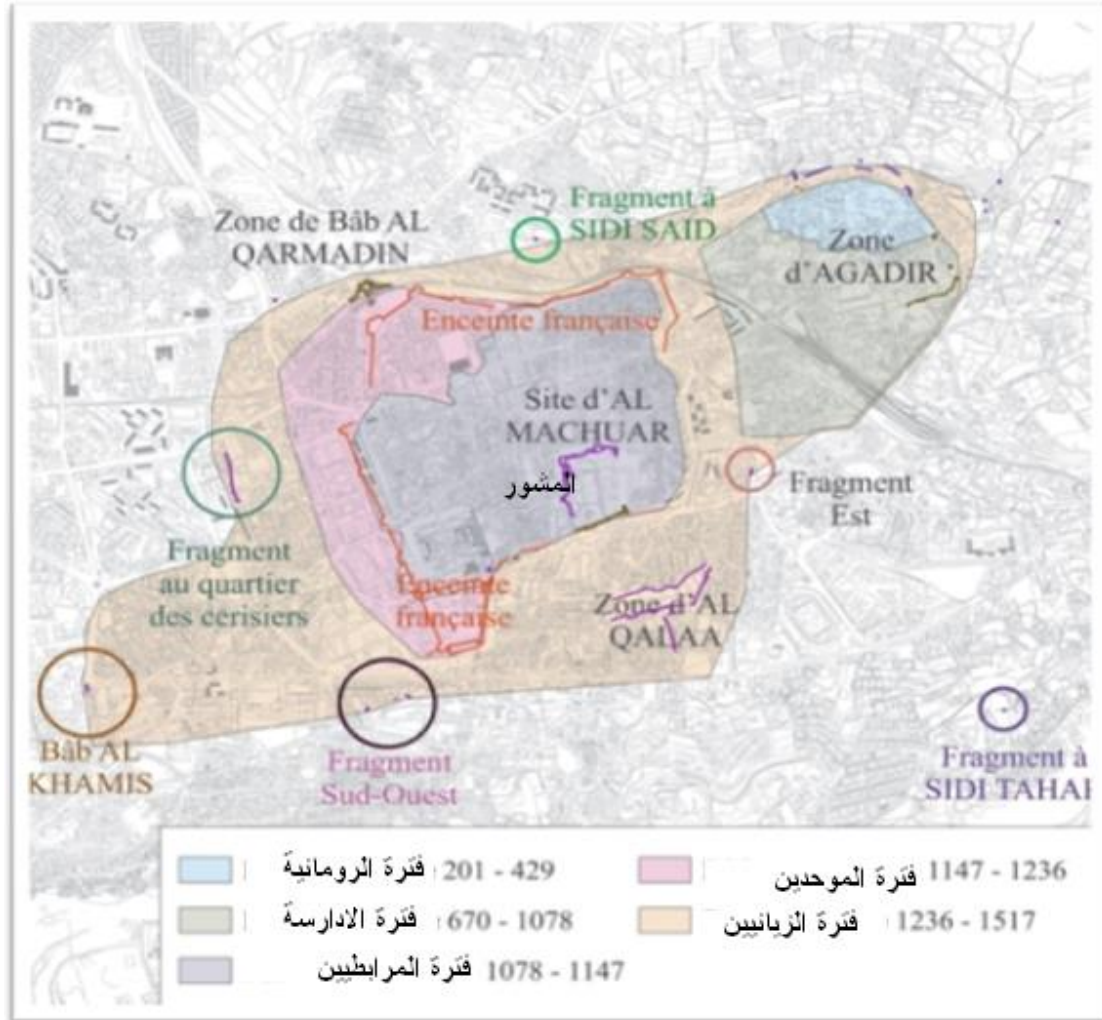 Fragment à
SIDI SAID
Zone de Bâb AL
QARMADIN
Zone
d'AGADIR
Enceinte française
Site d'AL
MACHUAR
المشور
Fragment
Est
Fragment
au quartier
des cerisiers
Enceinte
française
Zone d'AL
QALAA
Bâb AL
KHAMIS
Fragment
Sud-Ouest
Fragment à
SIDI TAHAR
فترة الرومانية 201 - 429
فترة الموحدين 1147 - 1236
فترة الادارسة 670 - 1078
فترة الزيانيين 1236 - 1517
فترة المرابطيين 1078 - 1147